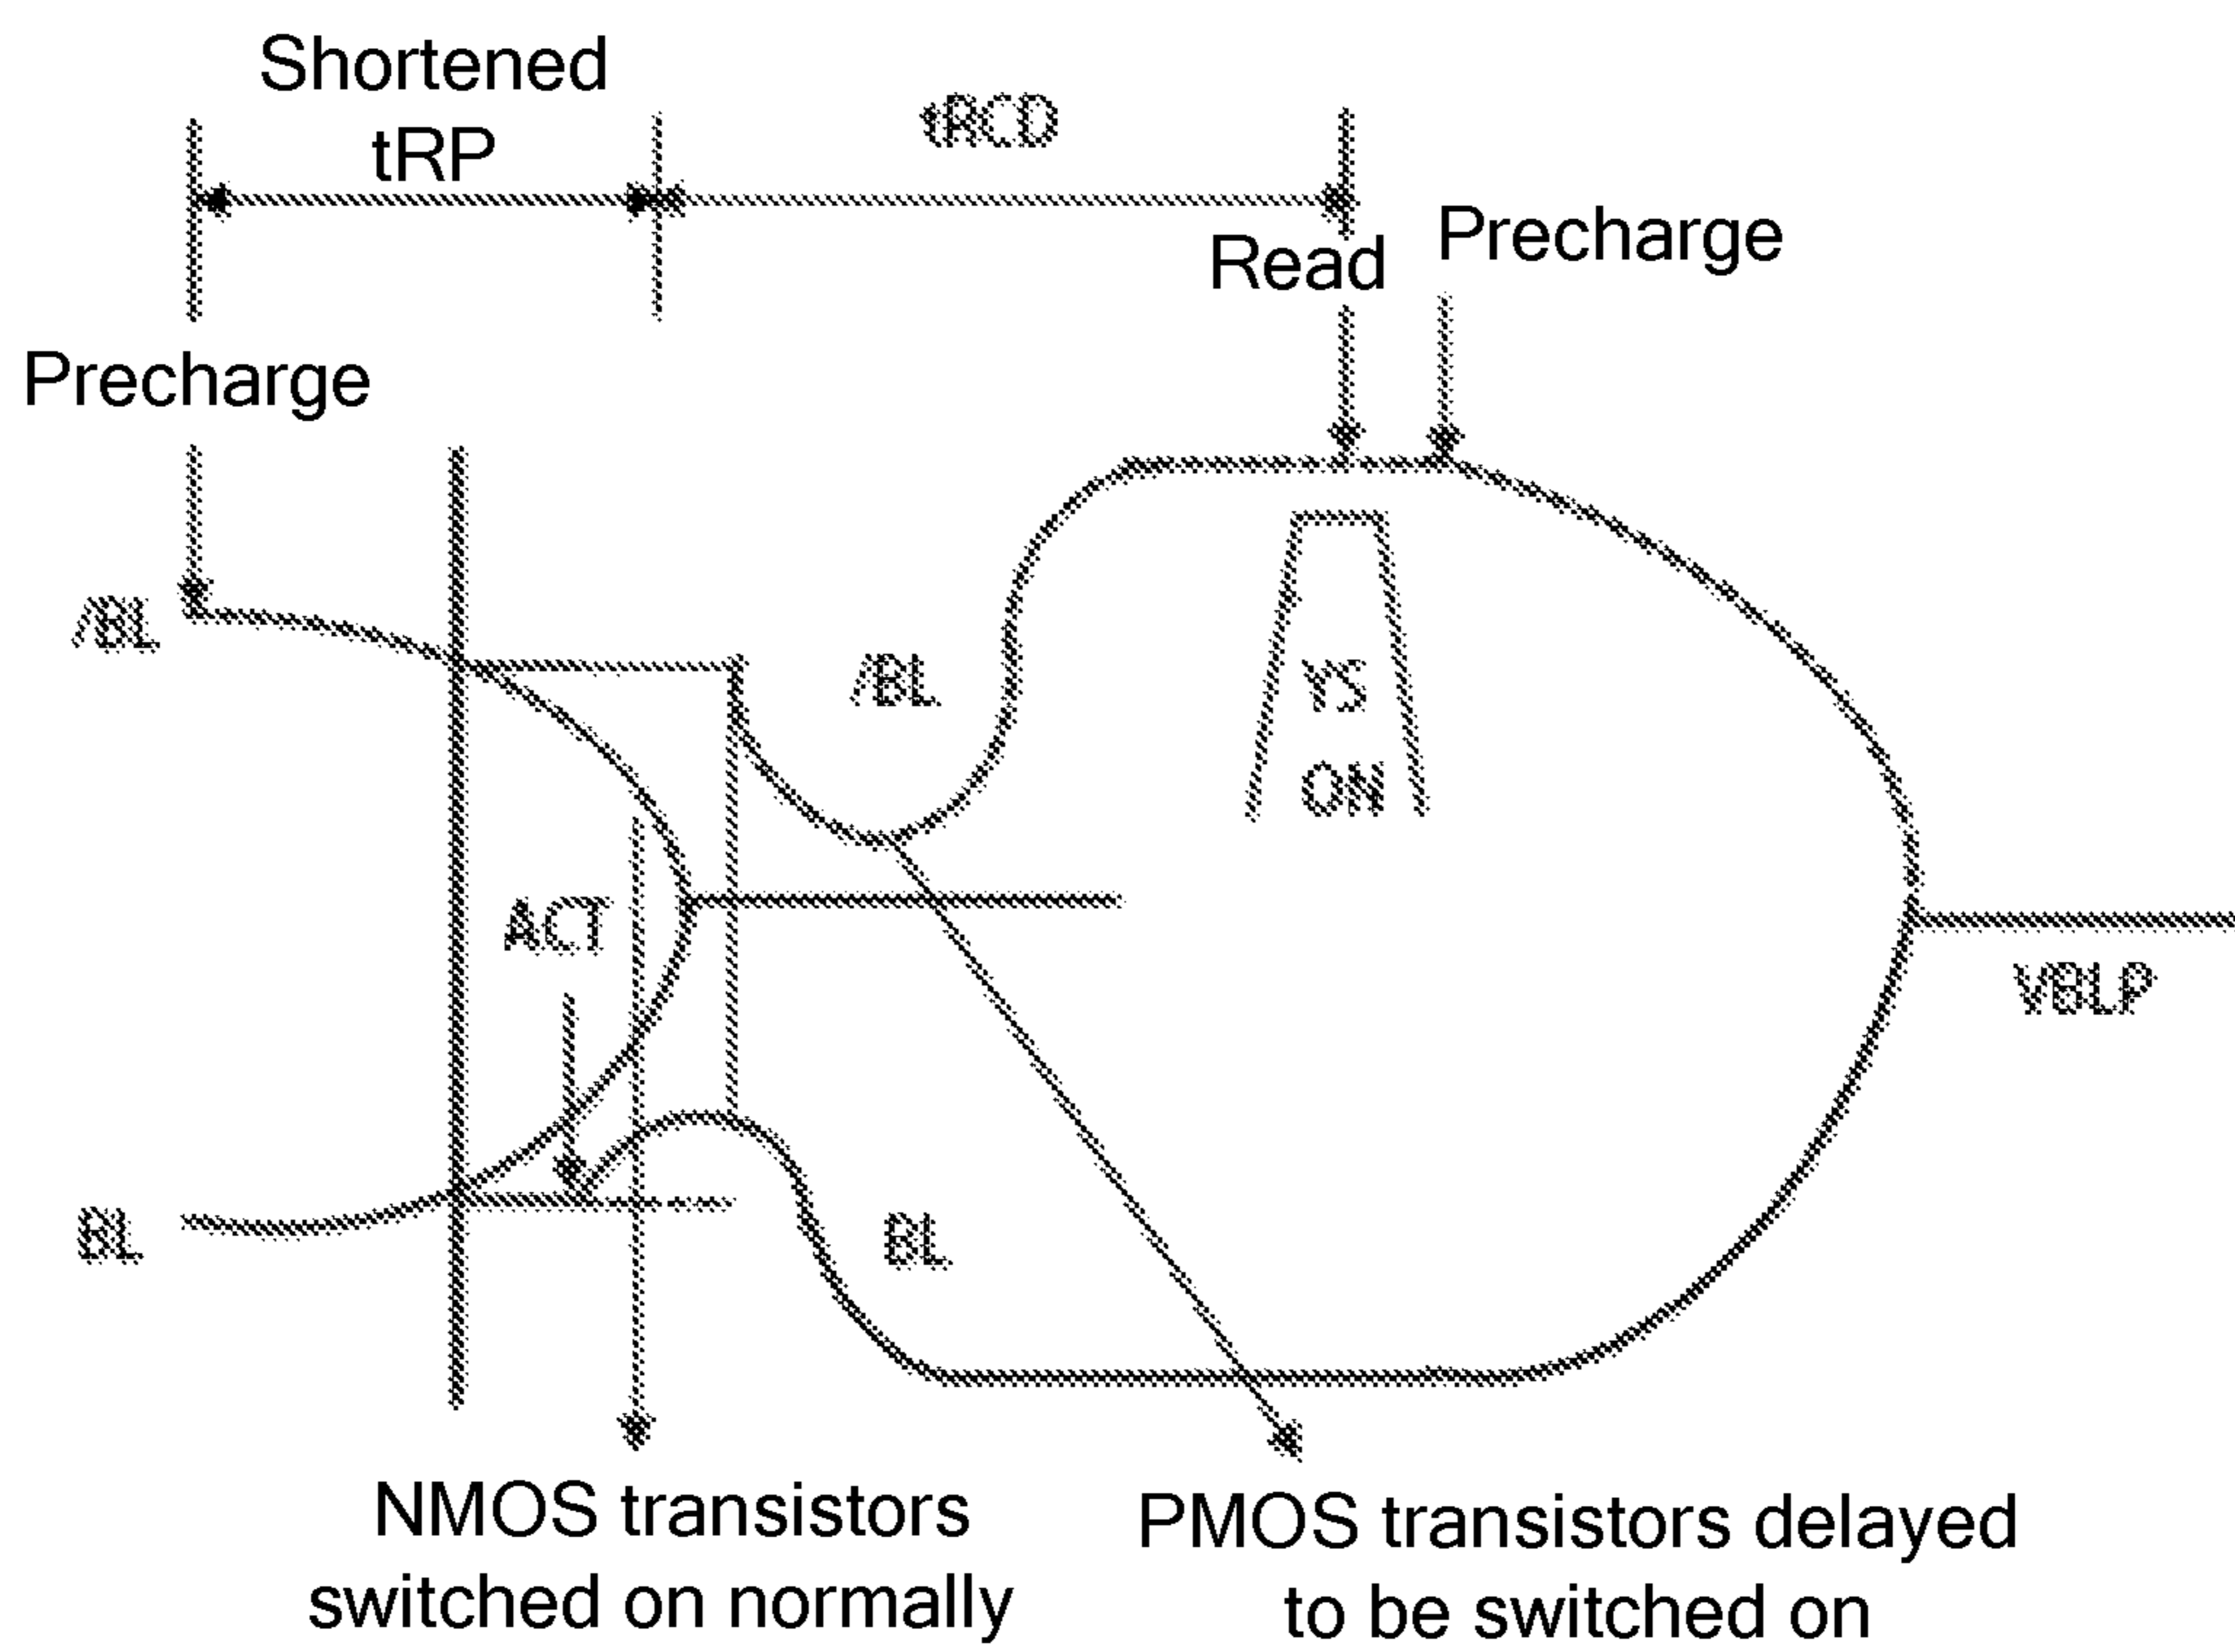 Shortened
tRP
tRCD
Read
Precharge
Precharge
/BL
/BL
YS
ON
ACT
VBLP
BL
BL
NMOS transistors
switched on normally
PMOS transistors delayed
to be switched on